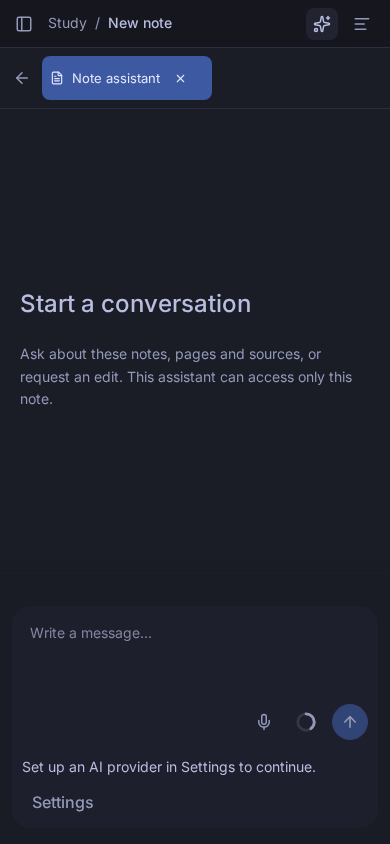 Study / New note
Note assistant
Start a conversation
Ask about these notes, pages and sources, or
request an edit. This assistant can access only this
note.
Write a message...
Set up an AI provider in Settings to continue.
Settings